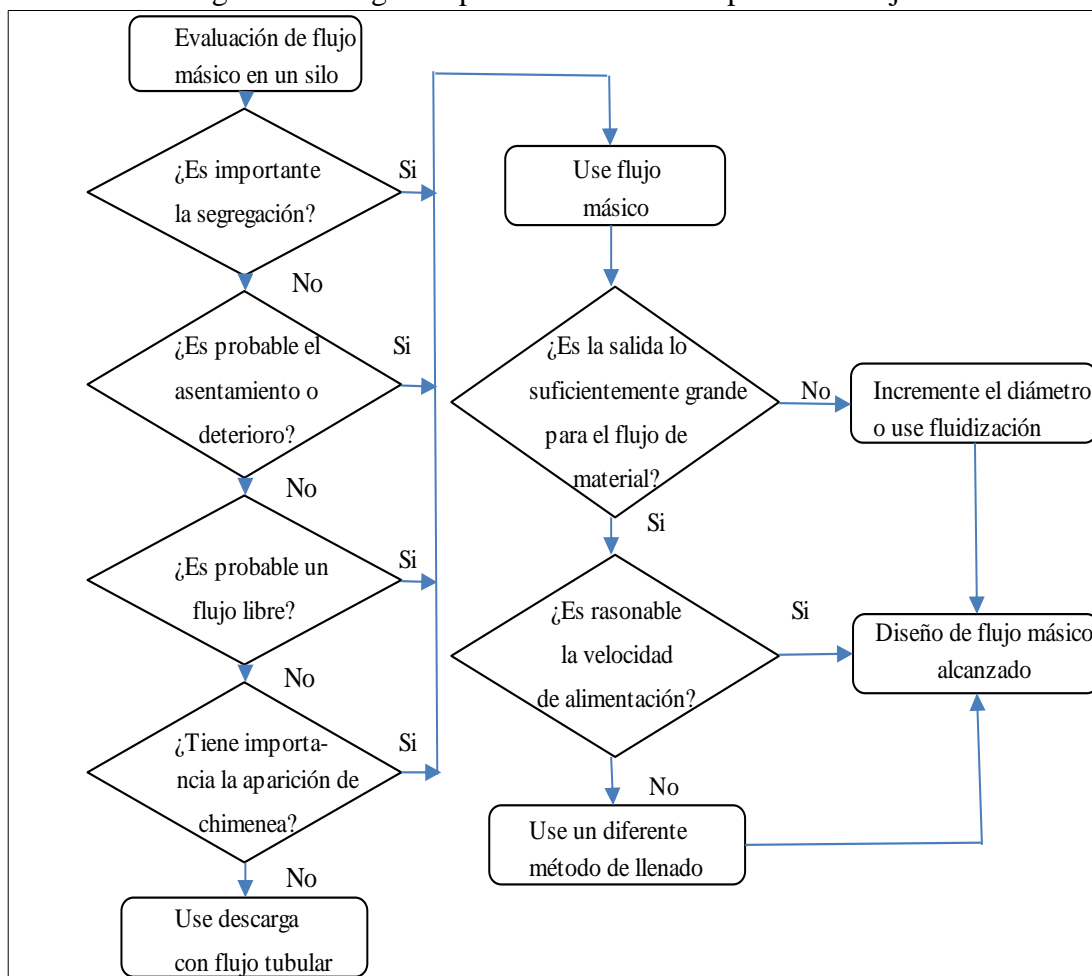 Evaluación de flujo
másico en un silo
¿Es importante
la segregación?
Si
No
¿Es probable el
asentamiento o
deterioro?
Si
No
¿Es probable un
flujo libre?
Si
No
¿Tiene importa-
ncia la aparición de
chimenea?
Si
No
Use descarga
con flujo tubular
Use flujo
másico
¿Es la salida lo
suficientemente grande
para el flujo de
material?
No
Si
Incremente el diámetro
o use fluidización
¿Es rasonable
la velocidad
de alimentación?
Si
No
Diseño de flujo másico
alcanzado
Use un diferente
método de llenado